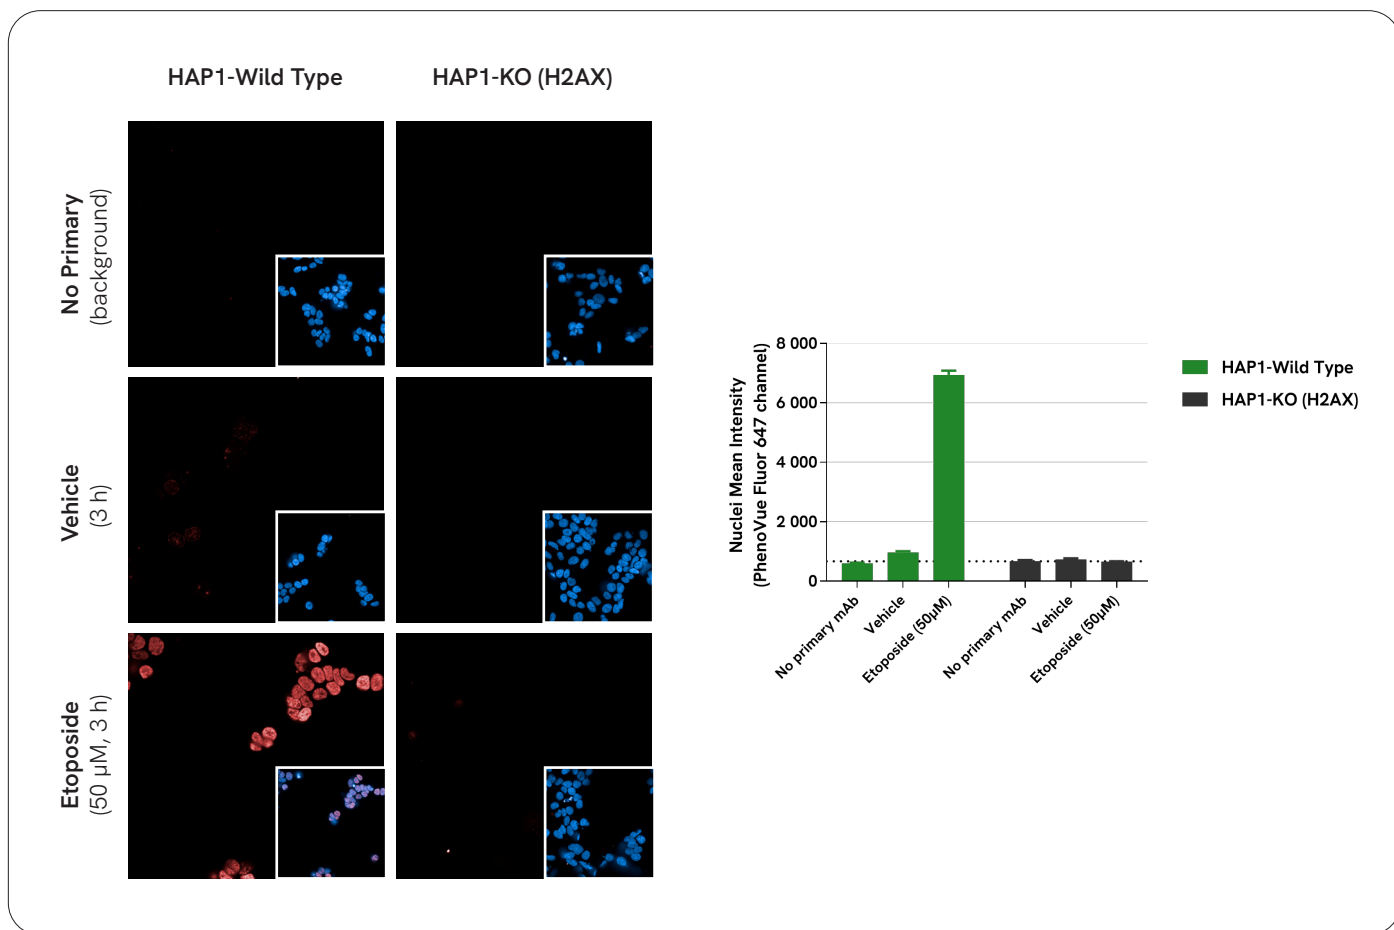 HAP1-Wild Type
HAP1-KO (H2AX)
No Primary
(background)
Vehicle
(3 h)
Etoposide
(50 µM, 3 h)
Nuclei Mean Intensity
(PhenoVue Fluor 647 channel)
8 000
6 000
4 000
2 000
0
No primary mAb
Vehicle
Etoposide (50µM)
No primary mAb
Vehicle
Etoposide (50µM)
HAP1-Wild Type
HAP1-KO (H2AX)